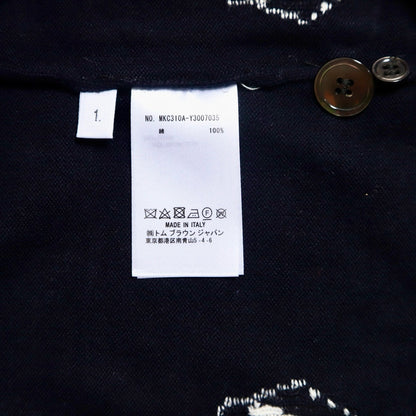 1.
NO. MKC310A-Y3007035
綿 100%
MADE IN ITALY
㈱トム ブラウン ジャパン
東京都港区南青山5-4-6